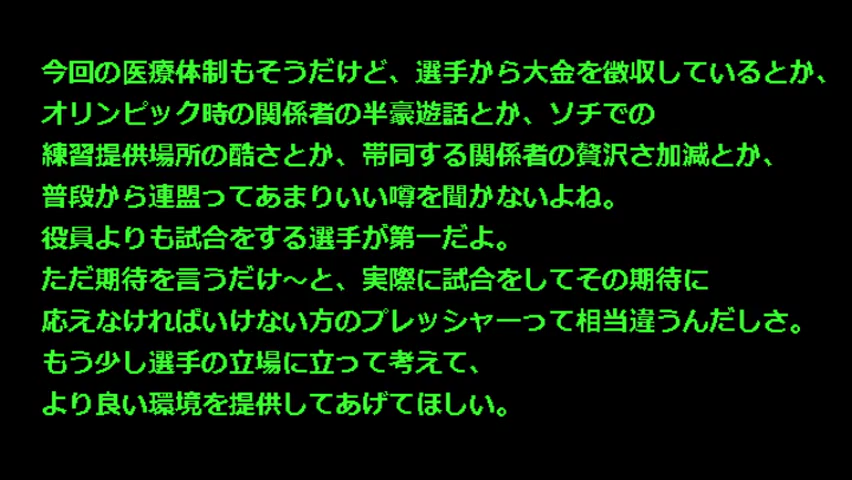 今回の医療体制もそうだけど、選手から大金を徴収しているとか、
オリンピック時の関係者の半豪遊話とか、ソチでの
練習提供場所の酷さとか、帯同する関係者の贅沢さ加減とか、
普段から連盟ってあまりいい噂を聞かないよね。
役員よりも試合をする選手が第一だよ。
ただ期待を言うだけ～と、実際に試合をしてその期待に
応えなければいけない方のプレッシャーって相当違うんだしさ。
もう少し選手の立場に立って考えて、
より良い環境を提供してあげてほしい。